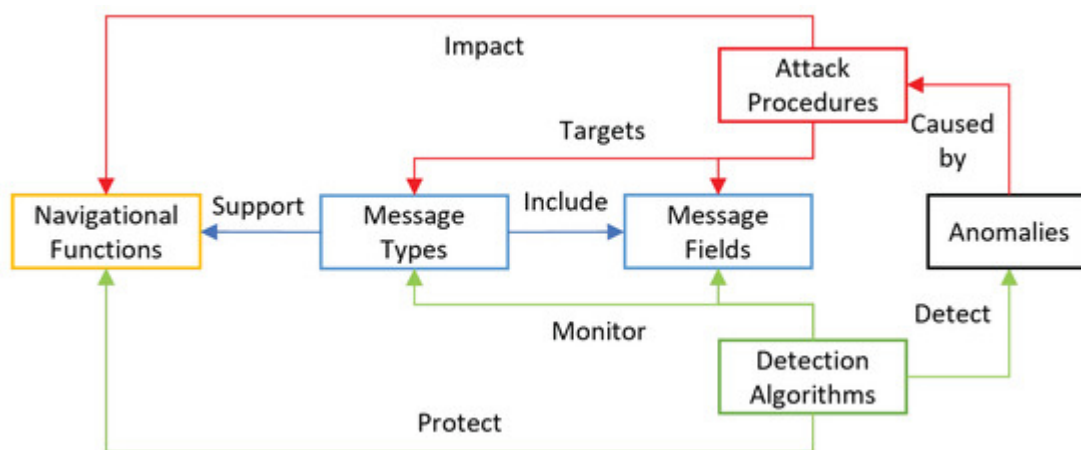 Impact
Attack
Procedures
Targets
Caused
by
Navigational
Functions
Support
Message
Types
Include
Message
Fields
Anomalies
Monitor
Detect
Detection
Algorithms
Protect